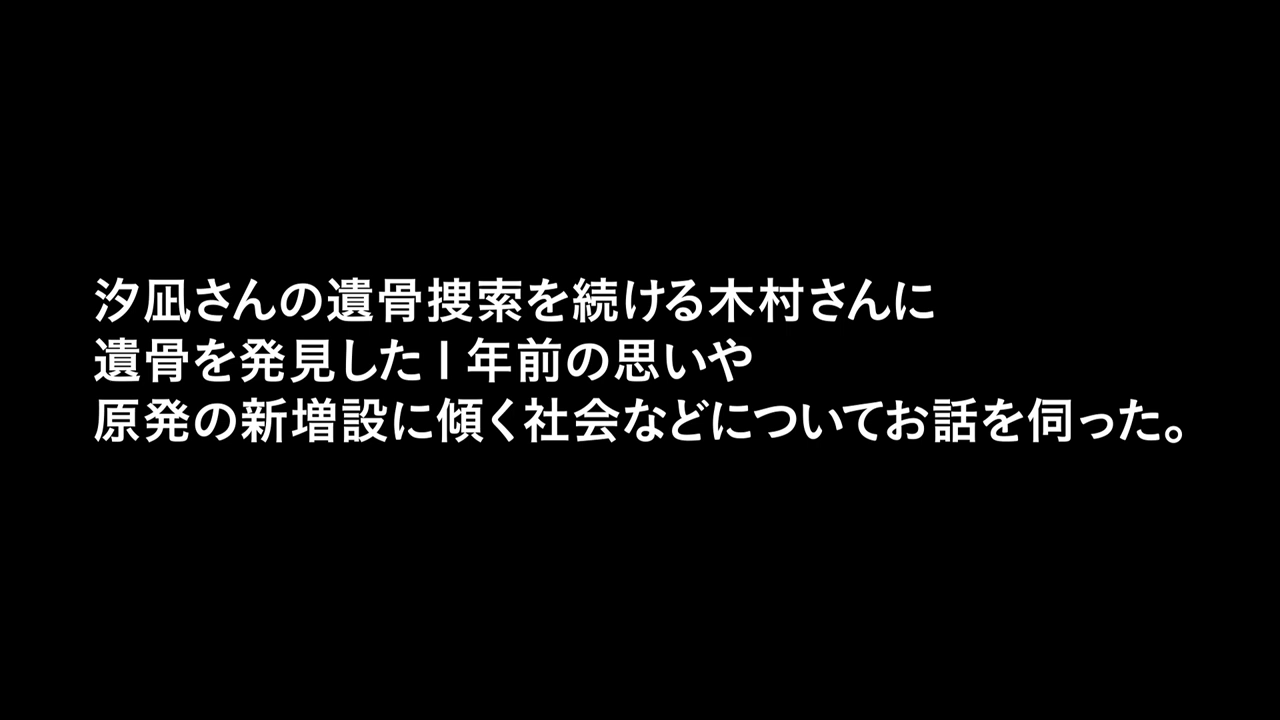 汐凪さんの遺骨捜索を続ける木村さんに
遺骨を発見した1年前の思いや
原発の新増設に傾く社会などについてお話を伺った。